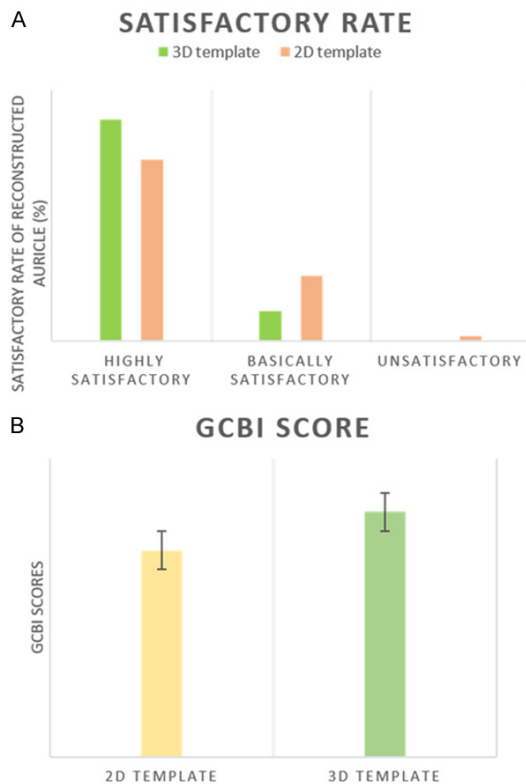 A
SATISFACTORY RATE
3D template 2D template
SATISFACTORY RATE OF RECONSTRUCTED
AURICLE (%)
HIGHLY
SATISFACTORY
BASICALLY
SATISFACTORY
UNSATISFACTORY
B
GCBI SCORE
GCBI SCORES
2D TEMPLATE
3D TEMPLATE